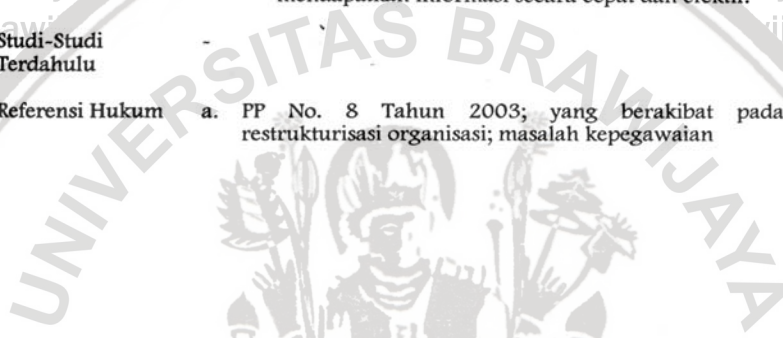 mendapatkan informasi secara cepat dan efektif.
Studi-Studi -
Terdahulu
Referensi Hukum a. PP No. 8 Tahun 2003; yang berakibat pada
restrukturisasi organisasi; masalah kepegawaian
UNIVERSITAS BRAWIJAYA